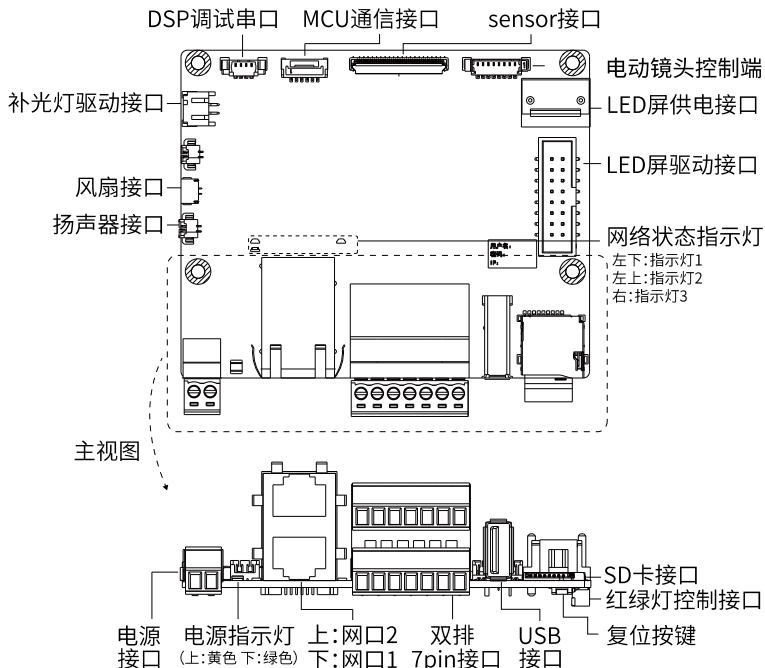 DSP调试串口 MCU通信接口 sensor接口
电动镜头控制端
补光灯驱动接口
LED屏供电接口
LED屏驱动接口
风扇接口
扬声器接口
网络状态指示灯
左下:指示灯1
左上:指示灯2
右:指示灯3
用户名:
密码:
IP:
主视图
SD卡接口
红绿灯控制接口
复位按键
电源接口
电源指示灯
(上:黄色 下:绿色)
上:网口2
下:网口1
双排
7pin接口
USB
接口